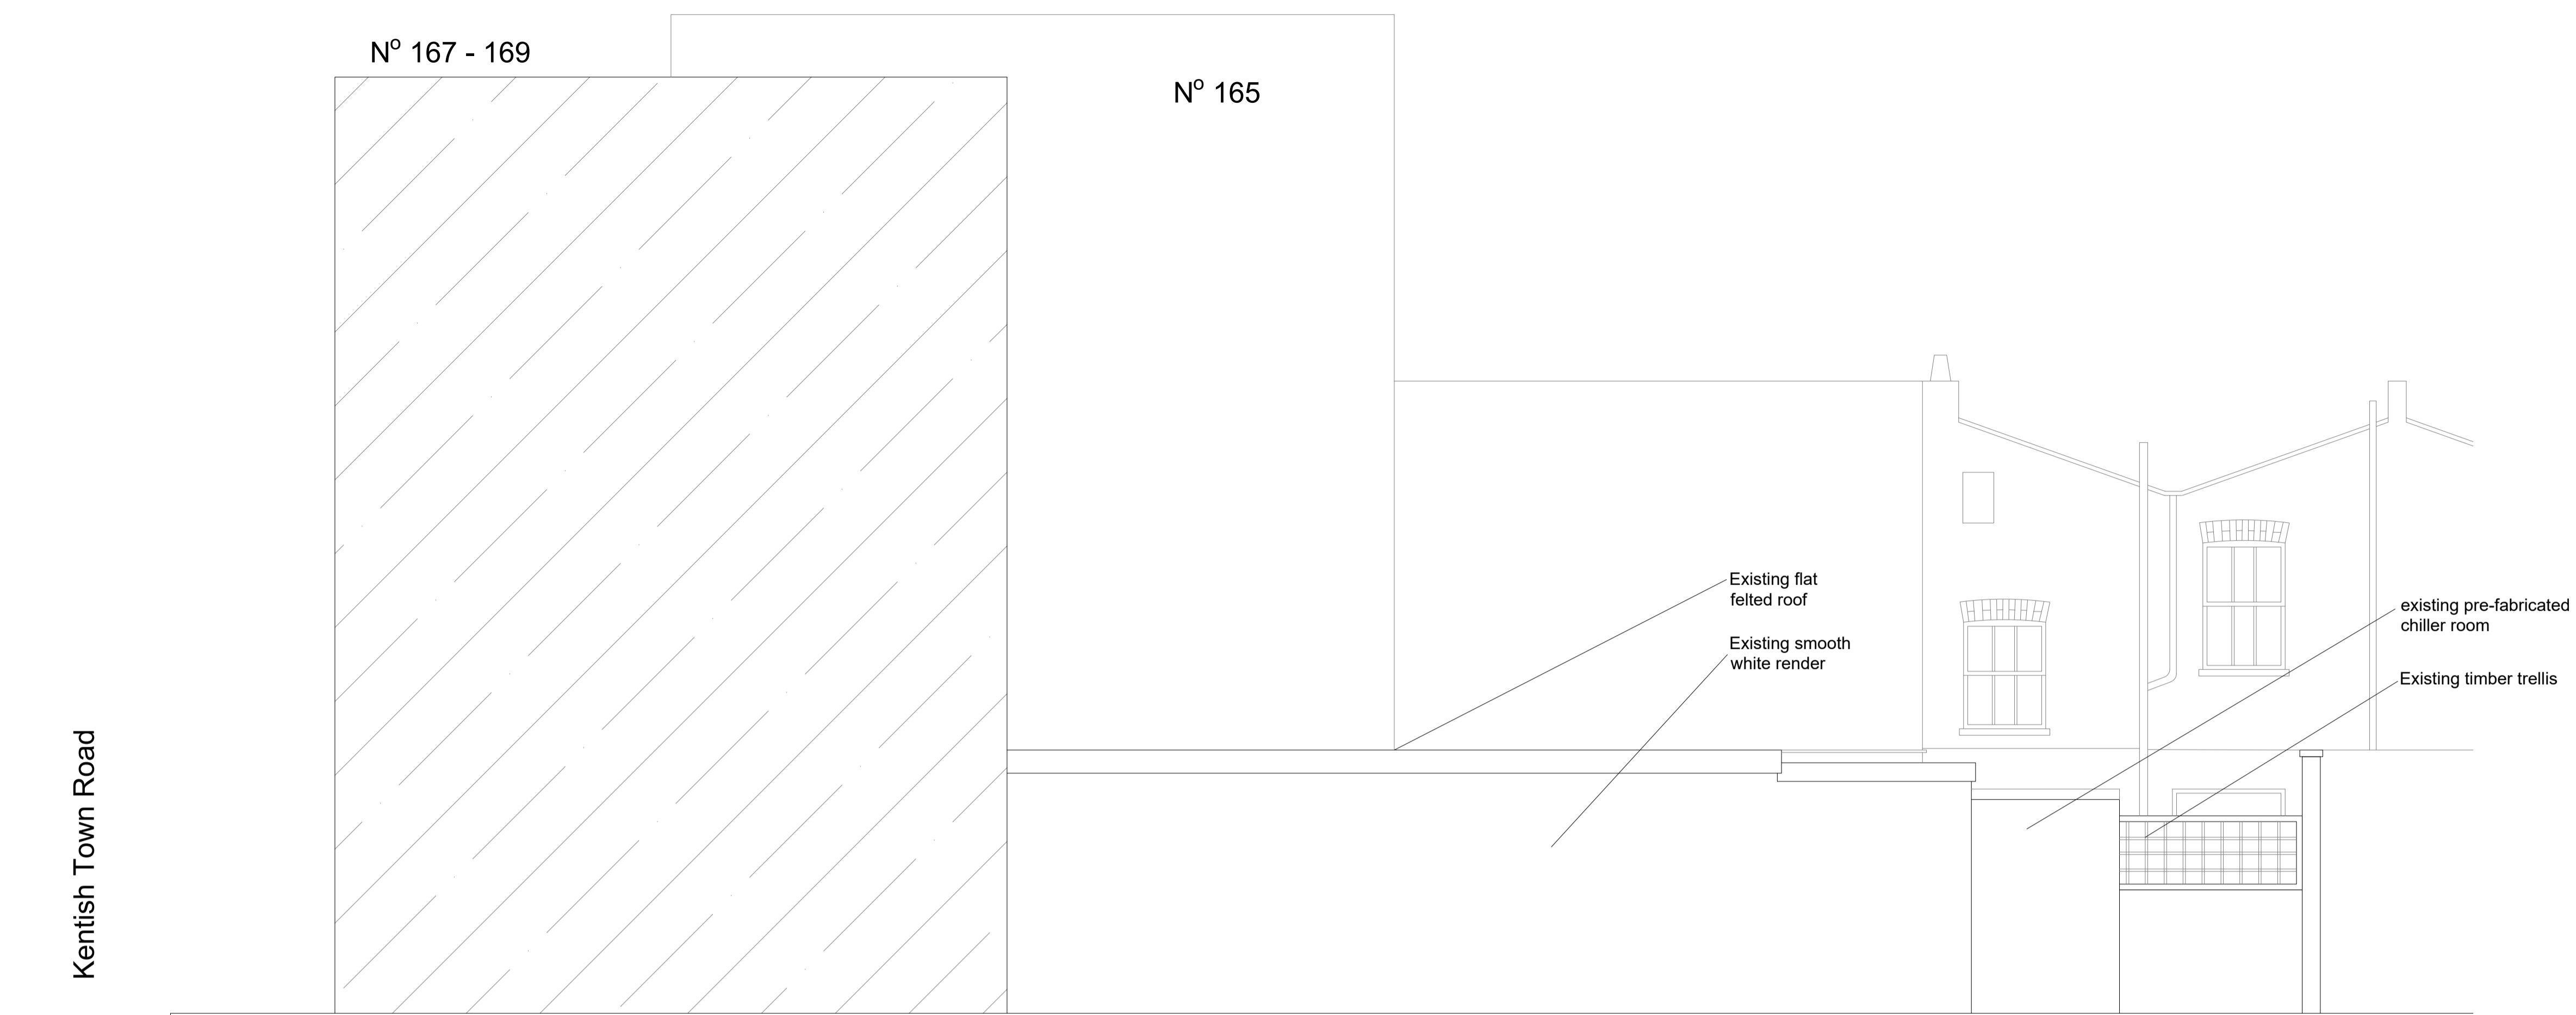 Nº 167 - 169
Nº 165
Existing flat
felted roof
Existing smooth
white render
existing pre-fabricated
chiller room
Existing timber trellis
Kentish Town Road